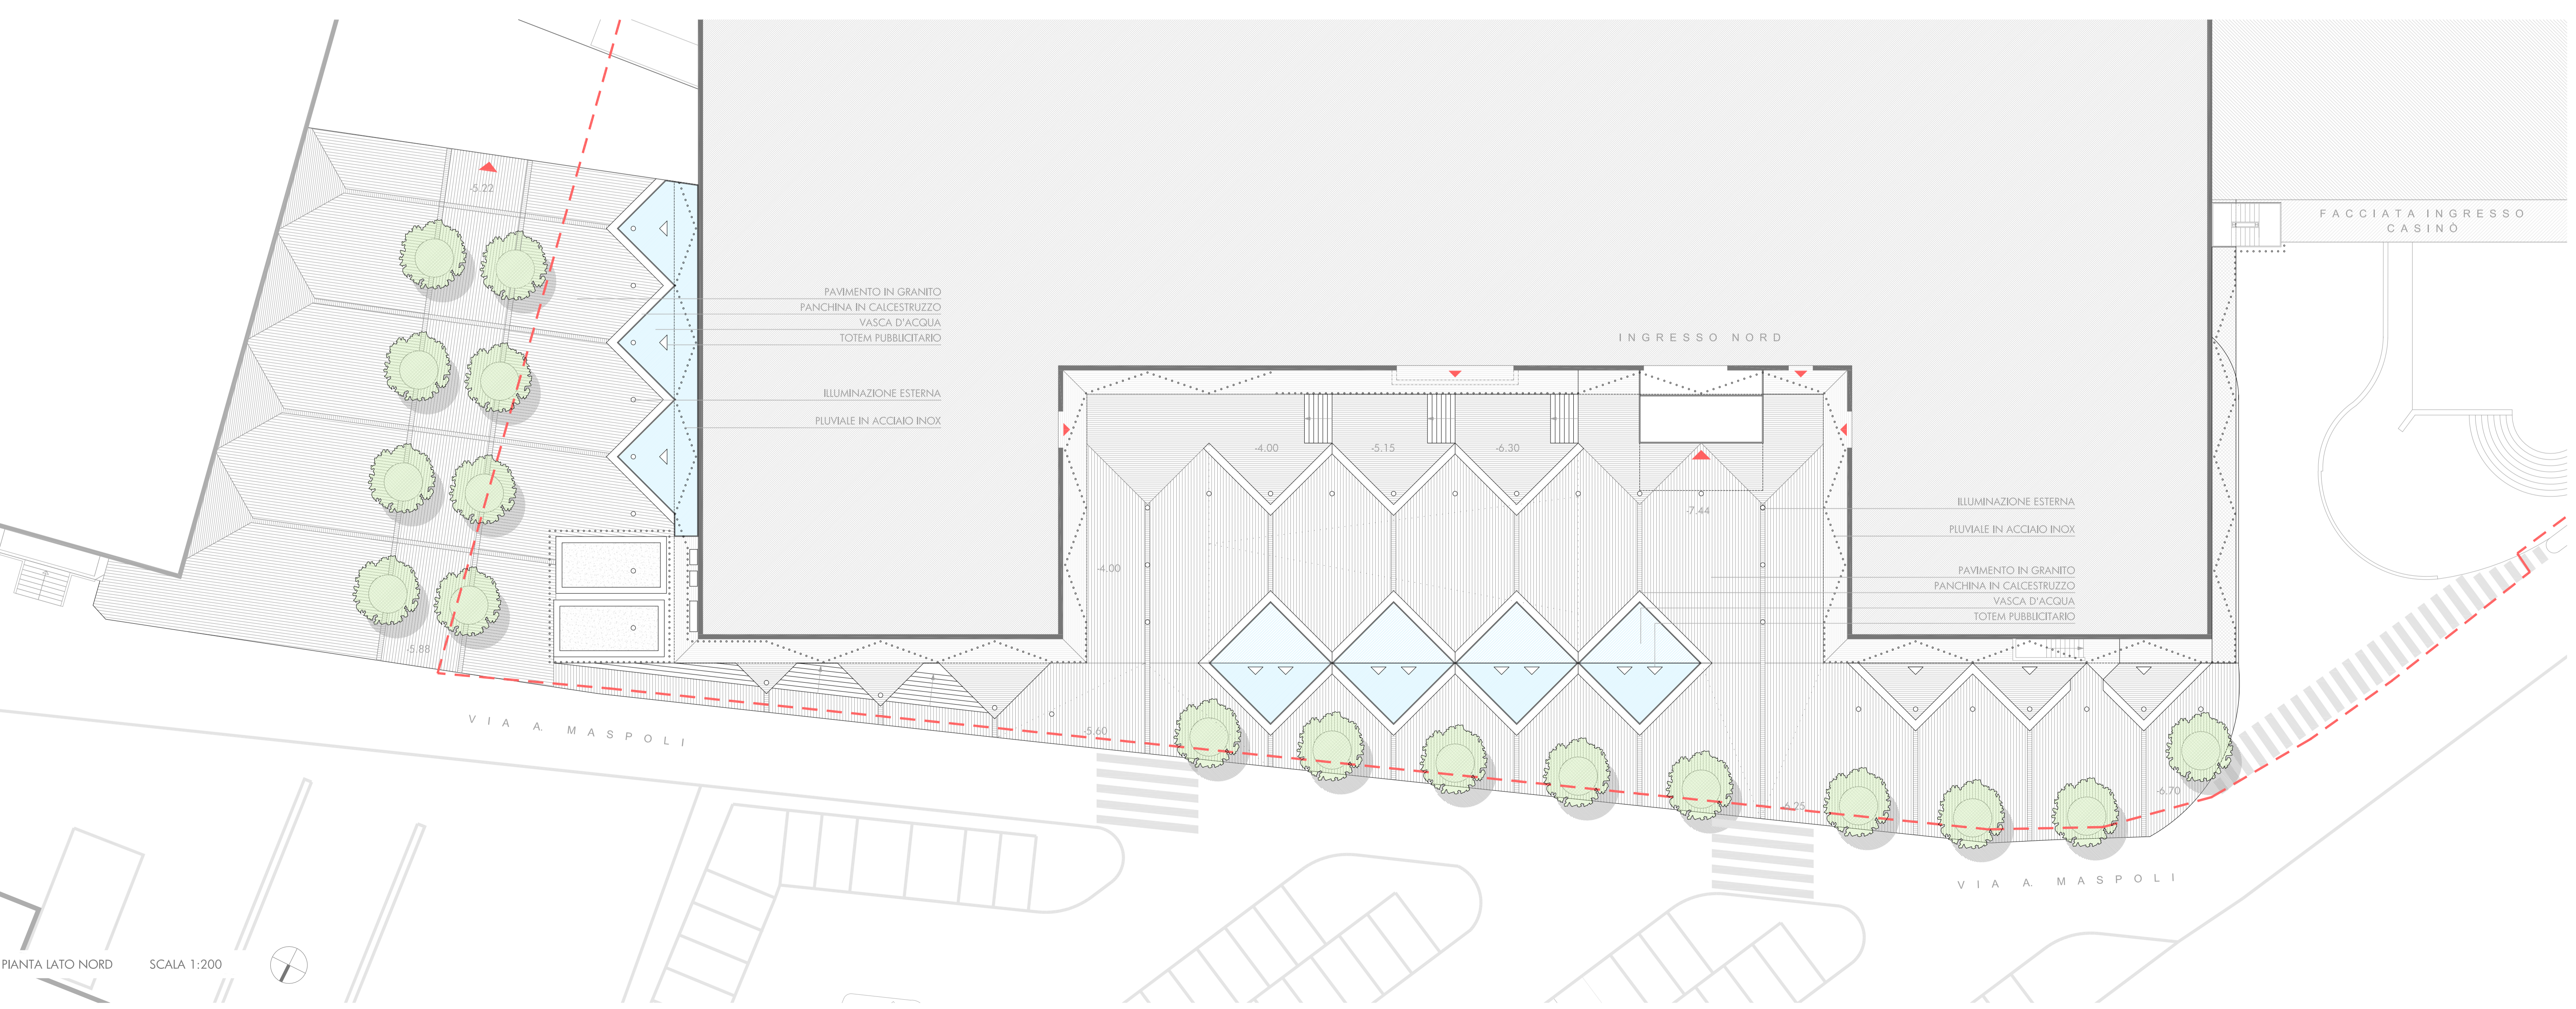 FACCIATA INGRESSO
CASINÒ
-5.22
PAVIMENTO IN GRANITO
PANCHINA IN CALCESTRUZZO
VASCA D'ACQUA
TOTEM PUBBLICITARIO
ILLUMINAZIONE ESTERNA
PLUVIALE IN ACCIAIO INOX
INGRESSO NORD
-4.00
-5.15
-6.30
-7.44
-4.00
ILLUMINAZIONE ESTERNA
PLUVIALE IN ACCIAIO INOX
PAVIMENTO IN GRANITO
PANCHINA IN CALCESTRUZZO
VASCA D'ACQUA
TOTEM PUBBLICITARIO
-5.88
VIA A. MASPOLI
-5.60
-6.25
-6.70
VIA A. MASPOLI
PIANTA LATO NORD SCALA 1:200